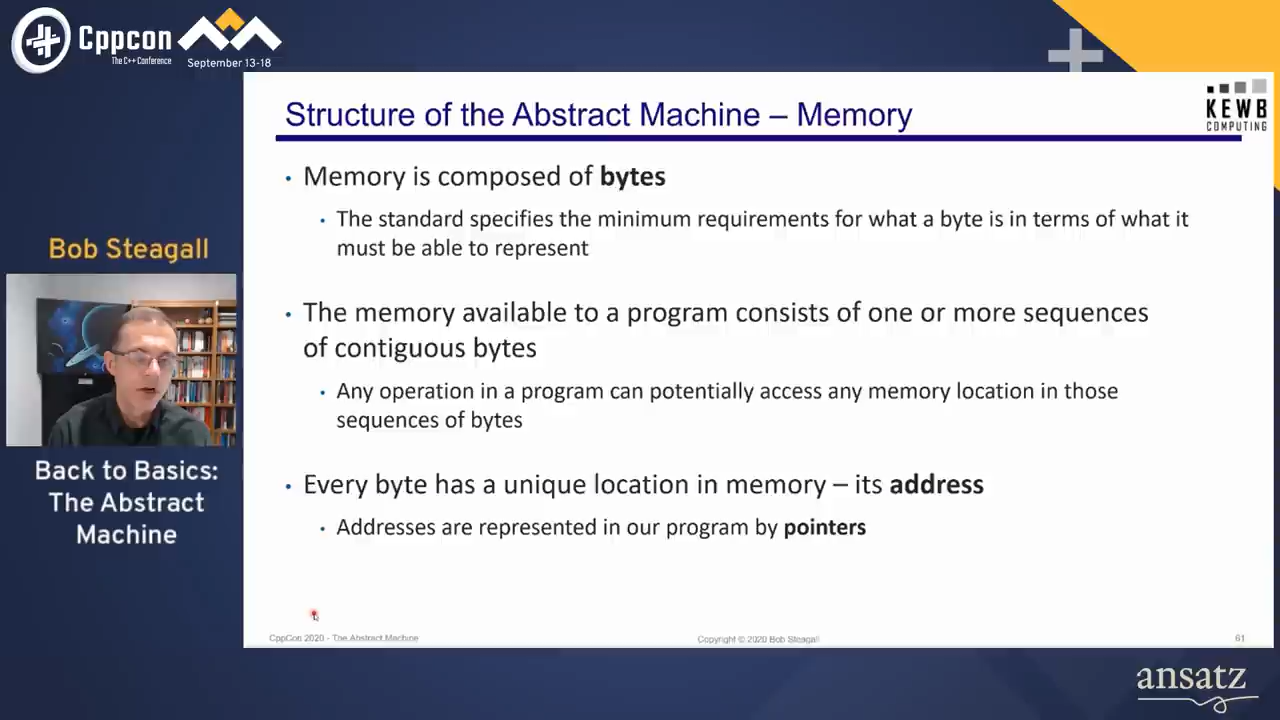 Cppcon
The C++ Conference
September 13-18
Bob Steagall
Back to Basics:
The Abstract
Machine
Structure of the Abstract Machine – Memory
KEWB
COMPUTING
• Memory is composed of bytes
• The standard specifies the minimum requirements for what a byte is in terms of what it
must be able to represent
• The memory available to a program consists of one or more sequences
of contiguous bytes
• Any operation in a program can potentially access any memory location in those
sequences of bytes
• Every byte has a unique location in memory – its address
• Addresses are represented in our program by pointers
CppCon 2020 - The Abstract Machine
Copyright © 2020 Bob Steagall
61
ansatz